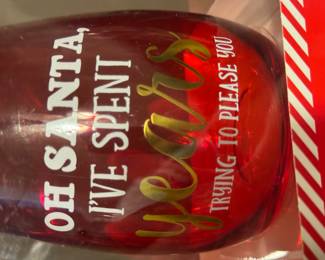 OH SANTA,
I'VE SPENT
years
TRYING TO PLEASE YOU